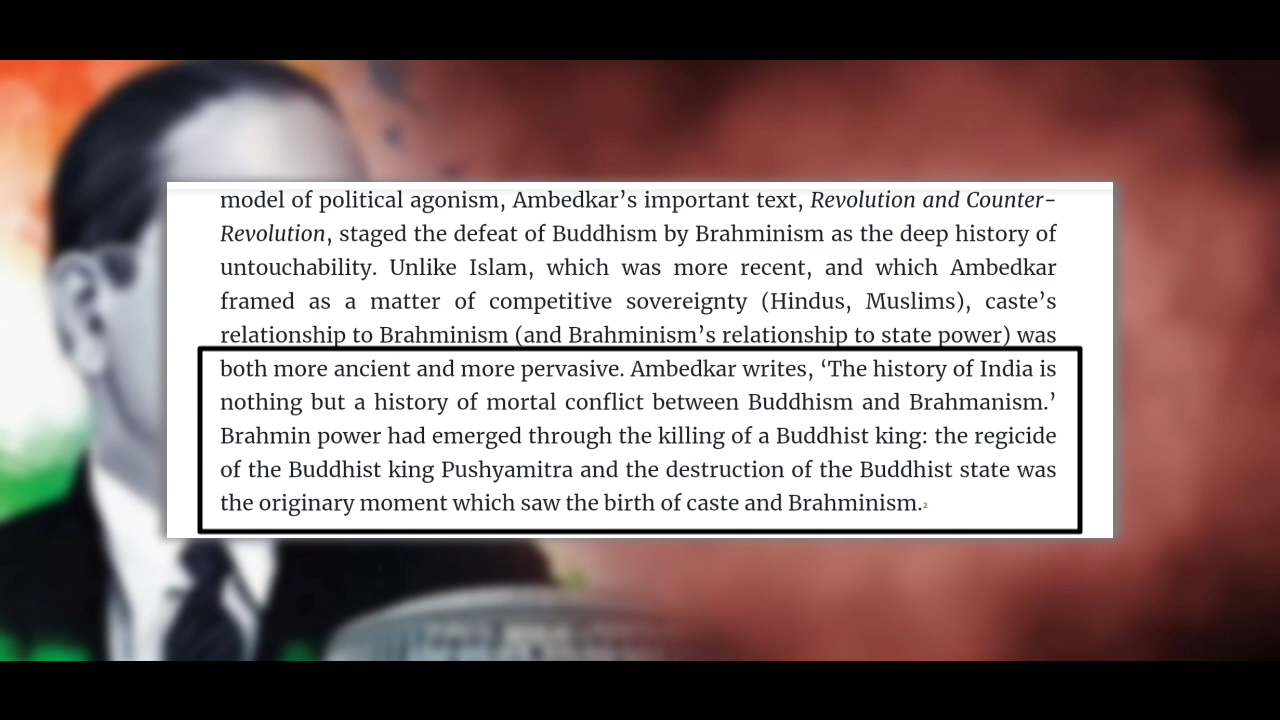 model of political agonism, Ambedkar’s important text, Revolution and Counter-
Revolution, staged the defeat of Buddhism by Brahminism as the deep history of
untouchability. Unlike Islam, which was more recent, and which Ambedkar
framed as a matter of competitive sovereignty (Hindus, Muslims), caste’s
relationship to Brahminism (and Brahminism’s relationship to state power) was
both more ancient and more pervasive. Ambedkar writes, ‘The history of India is
nothing but a history of mortal conflict between Buddhism and Brahmanism.’
Brahmin power had emerged through the killing of a Buddhist king: the regicide
of the Buddhist king Pushyamitra and the destruction of the Buddhist state was
the originary moment which saw the birth of caste and Brahminism.2